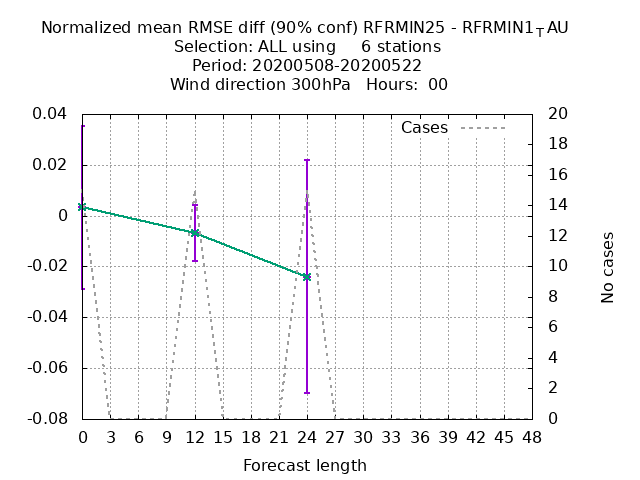 Normalized mean RMSE diff (90% conf) RFRMIN25 - RFRMIN1TAU
Selection: ALL using 6 stations
Period: 20200508-20200522
Wind direction 300hPa Hours: 00
0.04
0.02
0
-0.02
-0.04
-0.06
-0.08
Cases
20
18
16
14
12
10
8
6
4
2
0
No cases
0 3 6 9 12 15 18 21 24 27 30 33 36 39 42 45 48
Forecast length